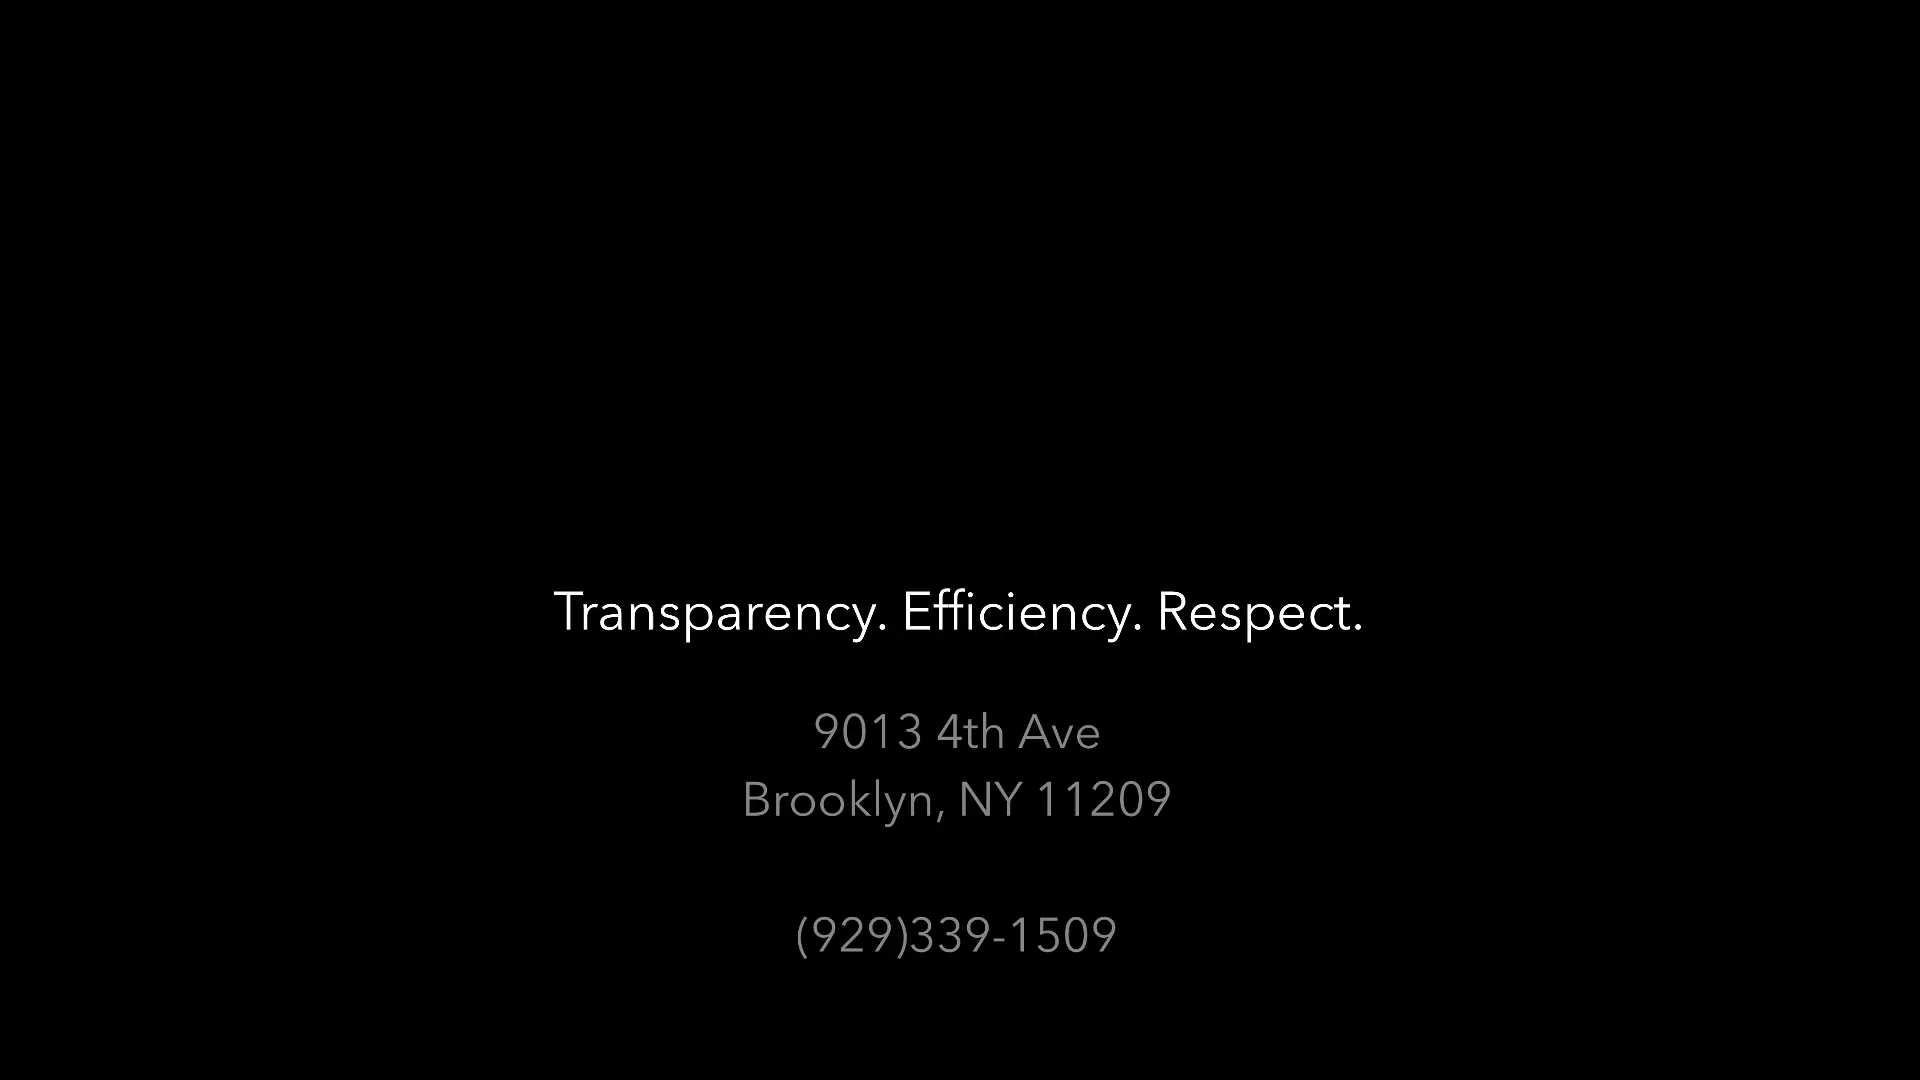 Transparency. Efficiency. Respect.
9013 4th Ave
Brooklyn, NY 11209
(929)339-1509